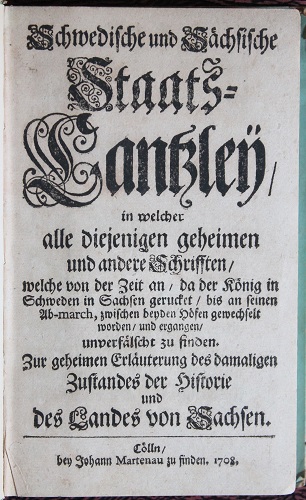 Schwedische und Sächsische
Staats-
Cantzleÿ/
in welcher
alle diejenigen geheimen
und andere Schrifften/
welche von der Zeit an/ da der König in
Schweden in Sachsen gerucket/ bis an seinen
Ab-march, zwischen beyden Höfen gewechselt
worden/ und ergangen/
unverfälscht zu finden.
Zur geheimen Erläuterung des damaligen
Zustandes der Historie
und
des Landes von Sachsen.
Cölln/
bey Johann Martenau zu finden. 1708.